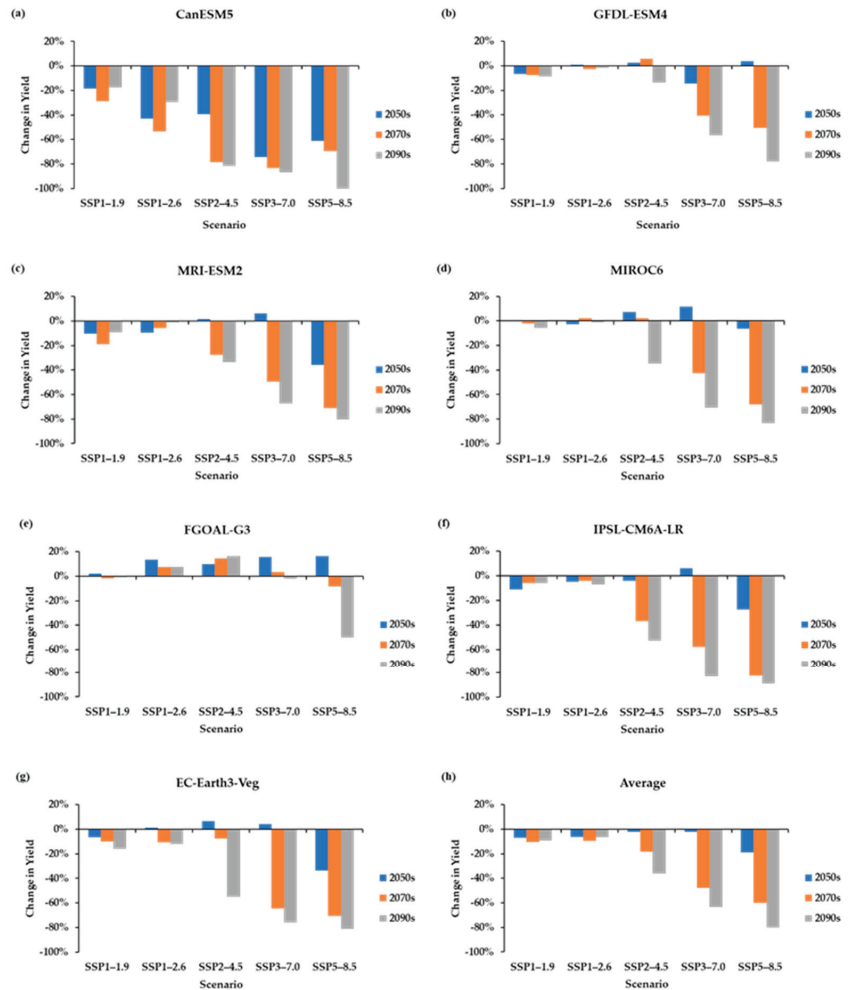 (a)
CanESM5
Change in Yield
20%
0%
-20%
-40%
-60%
-80%
-100%
SSP1–1.9 SSP1–2.6 SSP2–4.5 SSP3–7.0 SSP5–8.5
Scenario
2050s
2070s
2090s
(b)
GFDL-ESM4
Change in Yield
20%
0%
-20%
-40%
-60%
-80%
-100%
SSP1–1.9 SSP1–2.6 SSP2–4.5 SSP3–7.0 SSP5–8.5
Scenario
2050s
2070s
2090s
(c)
MRI-ESM2
Change in Yield
20%
0%
-20%
-40%
-60%
-80%
-100%
SSP1–1.9 SSP1–2.6 SSP2–4.5 SSP3–7.0 SSP5–8.5
Scenario
2050s
2070s
2090s
(d)
MIROC6
Change in Yield
20%
0%
-20%
-40%
-60%
-80%
-100%
SSP1–1.9 SSP1–2.6 SSP2–4.5 SSP3–7.0 SSP5–8.5
Scenario
2050s
2070s
2090s
(e)
FGOAL-G3
Change in Yield
20%
0%
-20%
-40%
-60%
-80%
100%
SSP1–1.9 SSP1–2.6 SSP2–4.5 SSP3–7.0 SSP5–8.5
Scenario
2050s
2070s
2090s
(f)
IPSL-CM6A-LR
Change in Yield
20%
0%
-20%
-40%
-60%
-80%
100%
SSP1–1.9 SSP1–2.6 SSP2–4.5 SSP3–7.0 SSP5–8.5
Scenario
2050s
2070s
2090s
(g)
EC-Earth3-Veg
Change in Yield
20%
0%
-20%
-40%
-60%
-80%
-100%
SSP1–1.9 SSP1–2.6 SSP2–4.5 SSP3–7.0 SSP5–8.5
Scenario
2050s
2070s
2090s
(h)
Average
Change in Yield
20%
0%
-20%
-40%
-60%
-80%
-100%
SSP1–1.9 SSP1–2.6 SSP2–4.5 SSP3–7.0 SSP5–8.5
Scenario
2050s
2070s
2090s